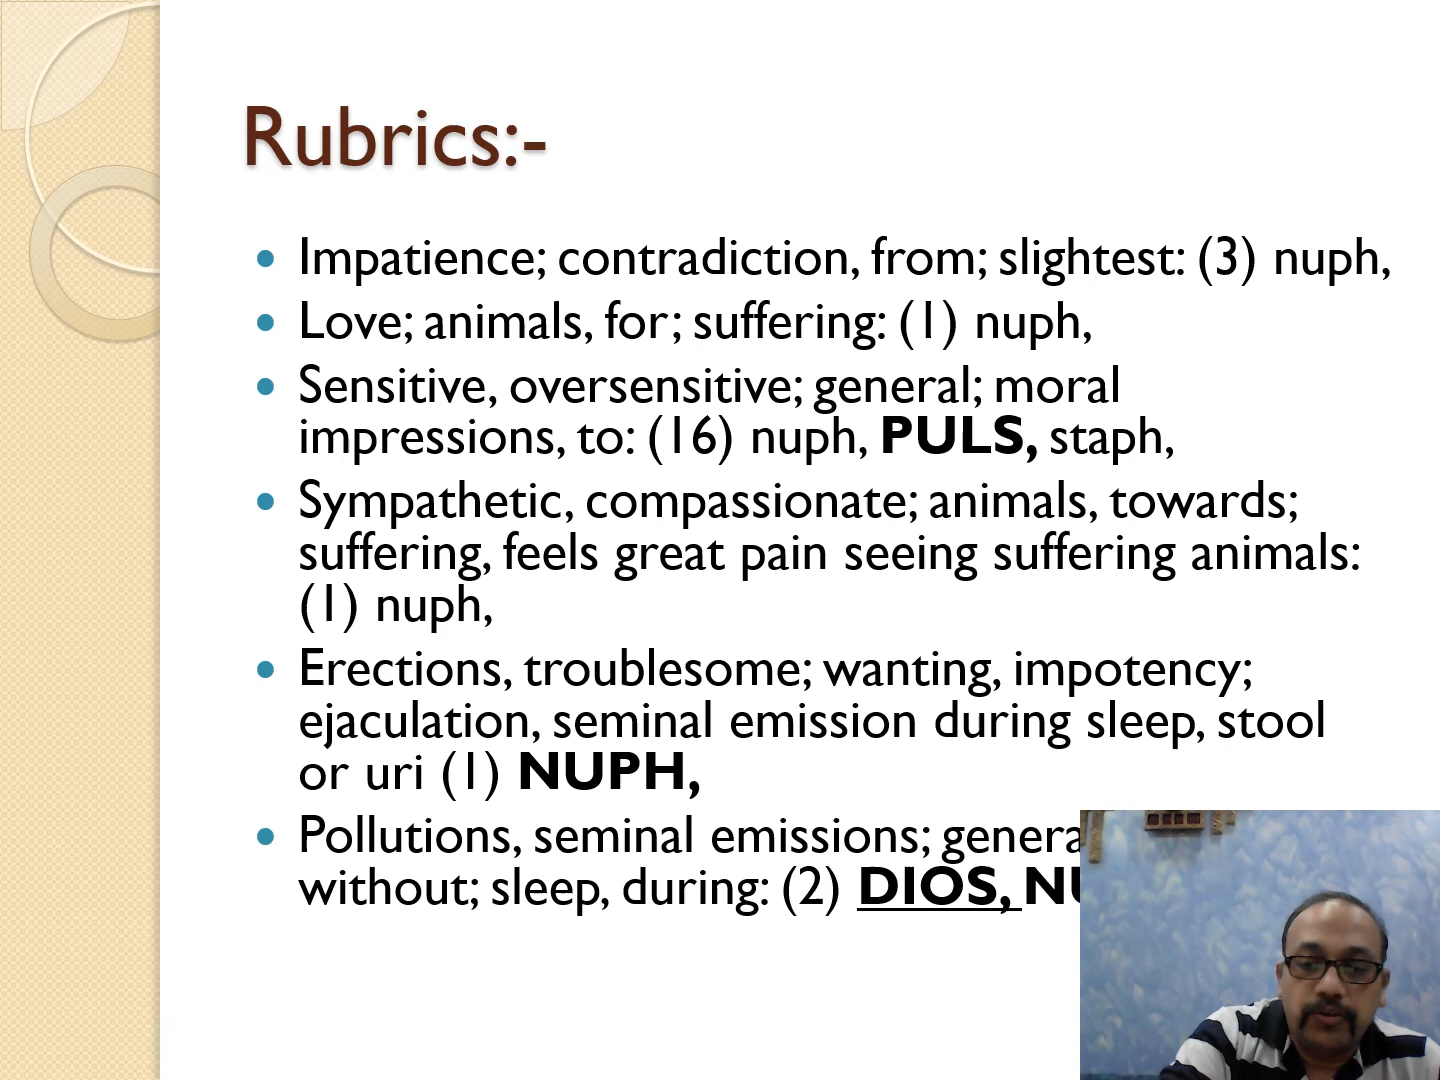 Rubrics:-
• Impatience; contradiction, from; slightest: (3) nuph,
• Love; animals, for; suffering: (1) nuph,
• Sensitive, oversensitive; general; moral
impressions, to: (16) nuph, PULS, staph,
• Sympathetic, compassionate; animals, towards;
suffering, feels great pain seeing suffering animals:
(1) nuph,
• Erections, troublesome; wanting, impotency;
ejaculation, seminal emission during sleep, stool
or uri (1) NUPH,
• Pollutions, seminal emissions;
without; sleep, during: (2) DIOS,